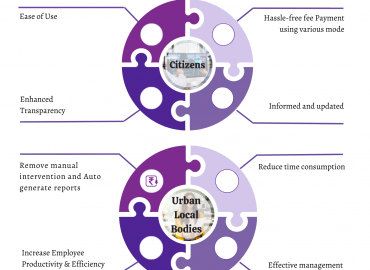 Ease of Use
Hassle-free fee Payment
using various mode
Citizens
Enhanced
Transparency
Informed and updated
Remove manual
intervention and Auto
generate reports
Reduce time consumption
Urban
Local
Bodies
Increase Employee
Productivity & Efficiency
Effective management